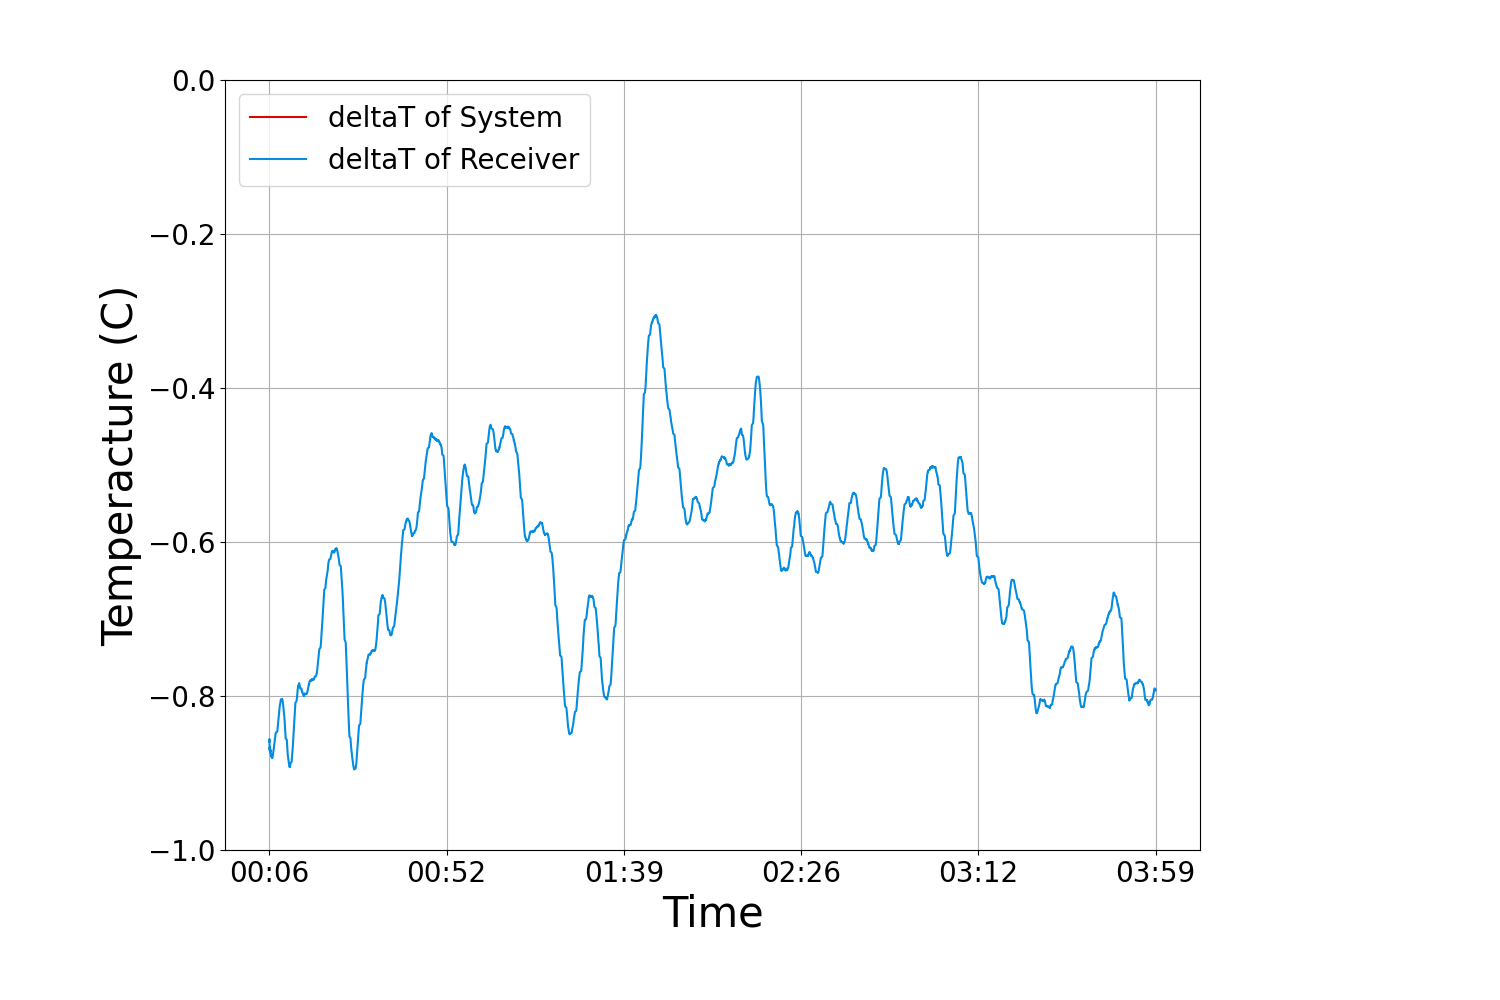 deltaT of System
deltaT of Receiver
0.0
−0.2
−0.4
−0.6
−0.8
−1.0
Temperacture (C)
00:06 00:52 01:39 02:26 03:12 03:59
Time